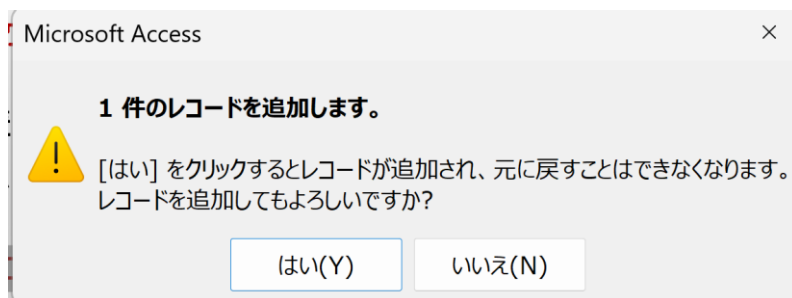 Microsoft Access
1 件のレコードを追加します。
[はい] をクリックするとレコードが追加され、元に戻すことはできなくなります。
レコードを追加してもよろしいですか?
はい(Y)
いいえ(N)